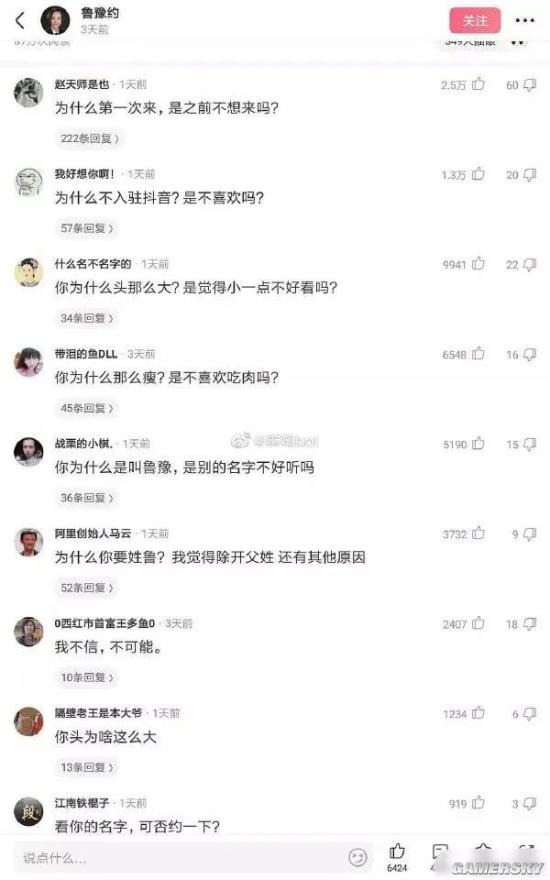 鲁豫约
3天前
关注
赵天师是也·1天前
2.5万
60
为什么第一次来，是之前不想来吗？
222条回复
我好想你啊！·1天前
1.3万
20
为什么不入驻抖音？是不喜欢吗？
57条回复
什么名不名字的·1天前
9941
22
你为什么头那么大？是觉得小一点不好看吗？
34条回复
带泪的鱼DLL·3天前
6548
16
你为什么那么瘦？是不喜欢吃肉吗？
45条回复
战栗的小棋.·1天前
5190
15
你为什么是叫鲁豫，是别的名字不好听吗
36条回复
阿里创始人马云·1天前
3732
9
为什么你要姓鲁？我觉得除开父姓 还有其他原因
52条回复
0西红市首富王多鱼0·3天前
2407
18
我不信，不可能。
10条回复
隔壁老王是本大爷·1天前
1234
6
你头为啥这么大
13条回复
江南铁棍子·1天前
919
3
看你的名字，可否约一下？
说点什么...
6424
GAMERSKY